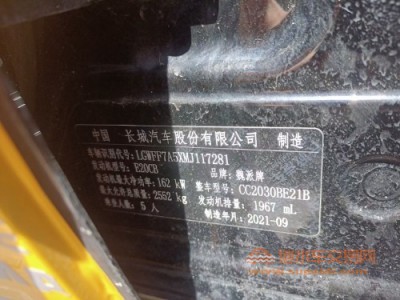 中国 长城汽车股份有限公司 制造
车辆识别代号: LGWFF7A5XMJ117281
发动机型号: E20CB 品牌: 魏派牌
发动机最大净功率: 162 kW 整车型号: CC2030BE21B
最大允许总质量: 2552 kg 发动机排量: 1967 mL
乘坐人数: 5 人 制造年月: 2021-09